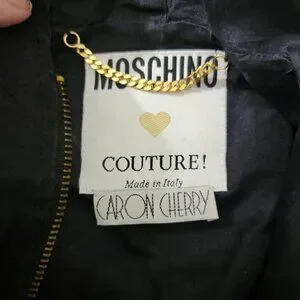 MOSCHINO
COUTURE!
Made in Italy
CARON CHERRY